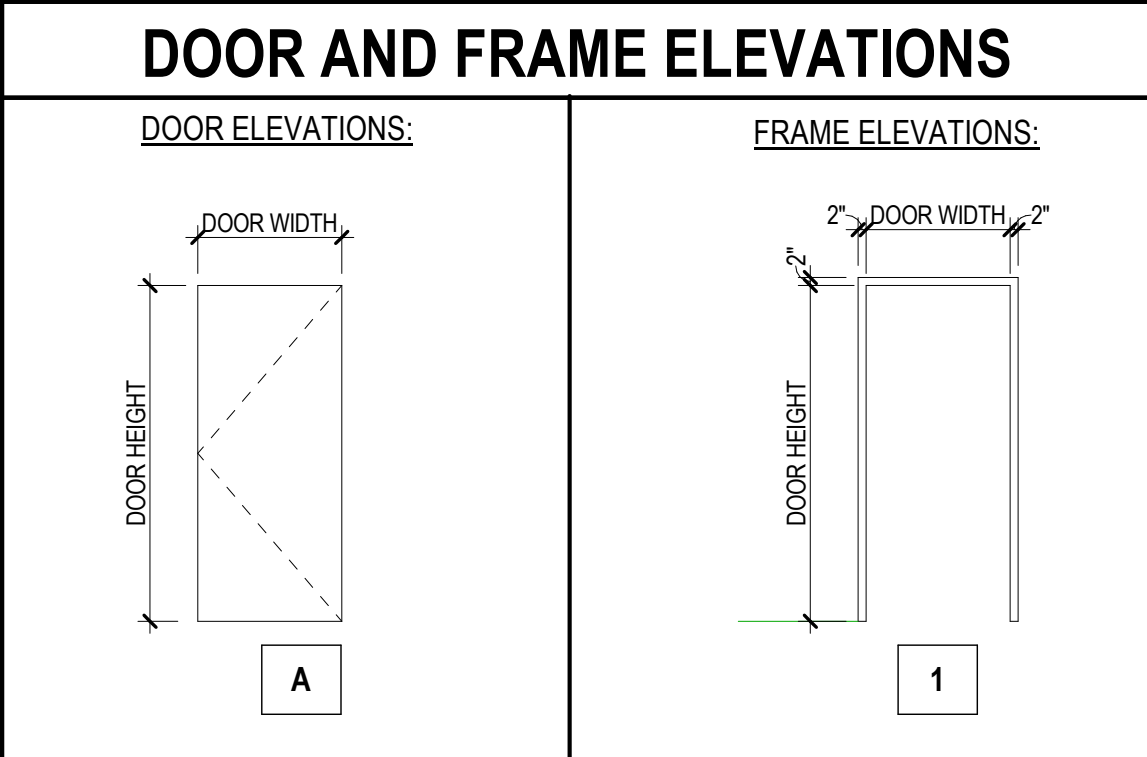 DOOR AND FRAME ELEVATIONS
DOOR ELEVATIONS:
DOOR WIDTH
DOOR HEIGHT
A
FRAME ELEVATIONS:
2" DOOR WIDTH 2"
2"
DOOR HEIGHT
1